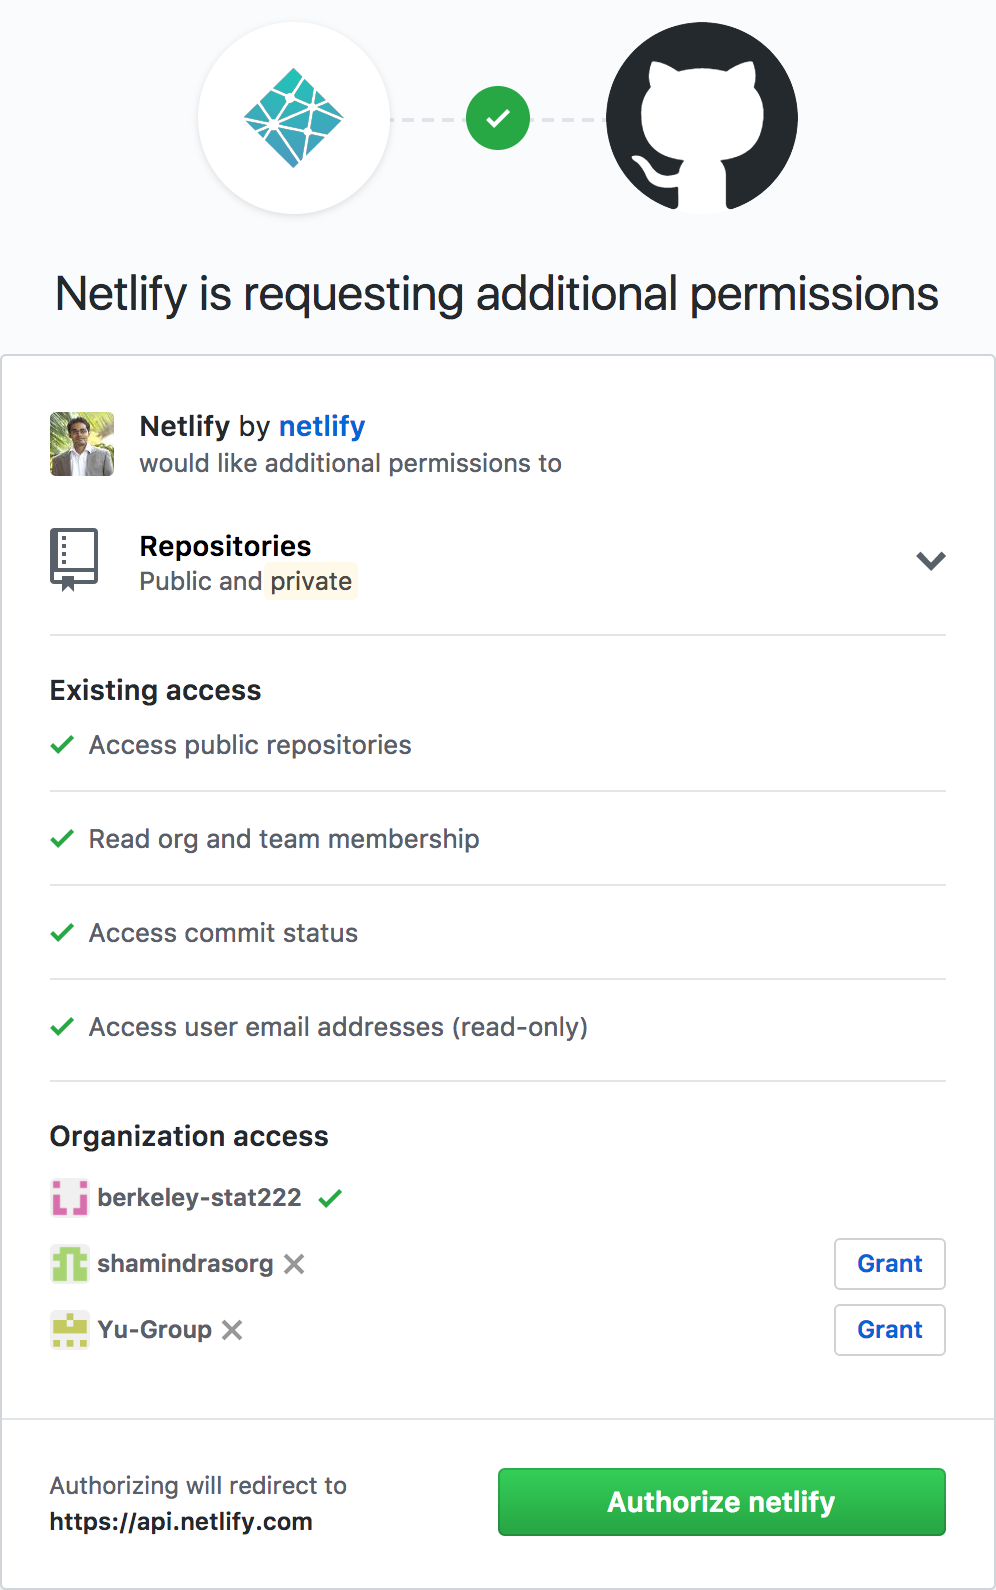 Netlify is requesting additional permissions
Netlify by netlify
would like additional permissions to
Repositories
Public and private
Existing access
Access public repositories
Read org and team membership
Access commit status
Access user email addresses (read-only)
Organization access
berkeley-stat222
shamindrasorg
Grant
Yu-Group
Grant
Authorizing will redirect to
https://api.netlify.com
Authorize netlify